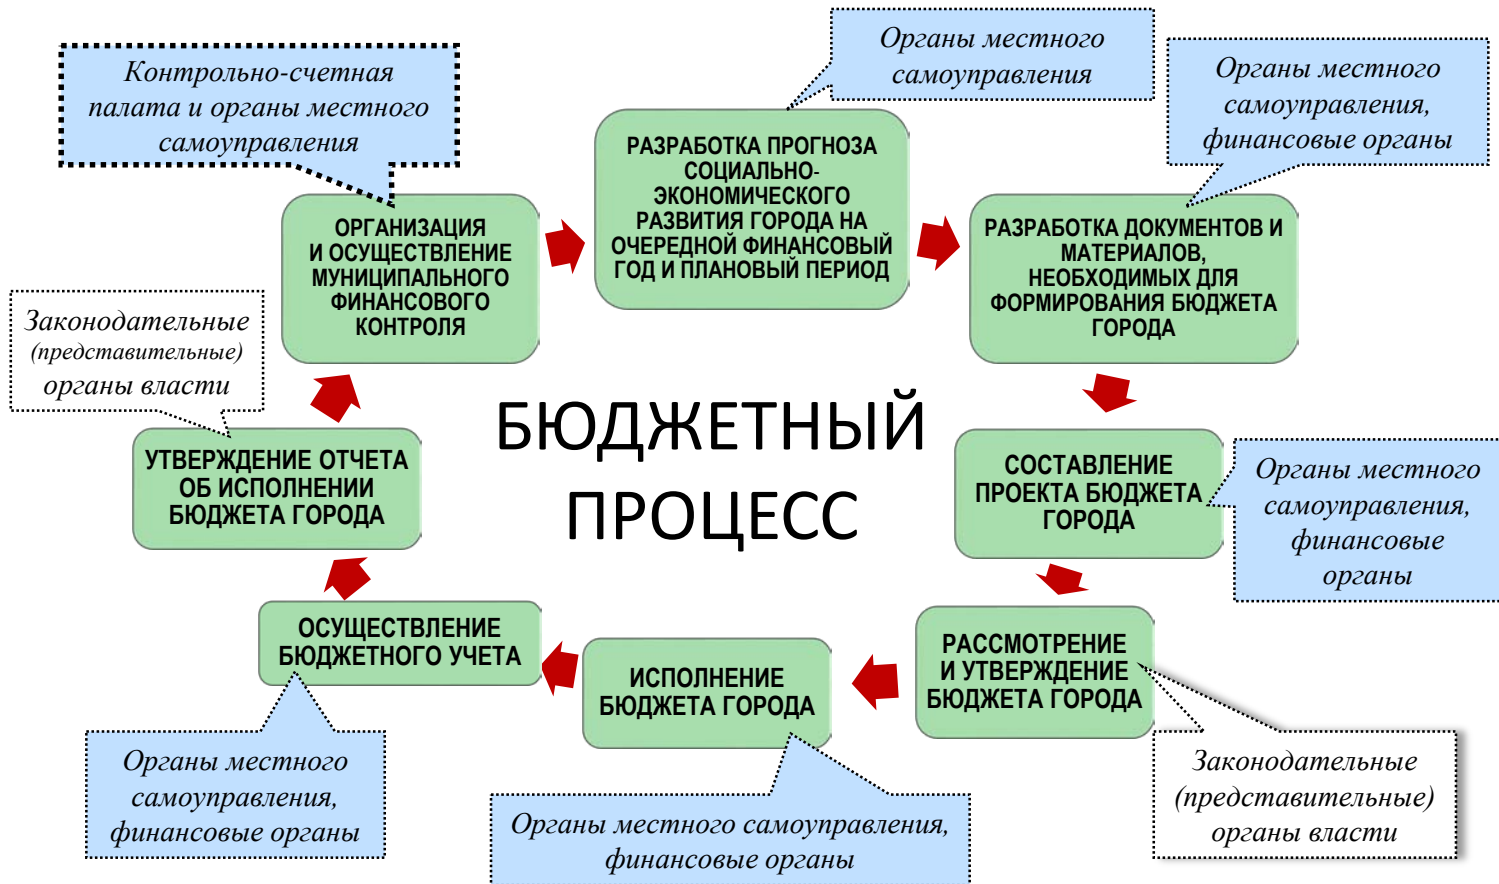 Органы местного
самоуправления
Контрольно-счетная
палата и органы местного
самоуправления
Органы местного
самоуправления,
финансовые органы
РАЗРАБОТКА ПРОГНОЗА
СОЦИАЛЬНО-
ЭКОНОМИЧЕСКОГО
РАЗВИТИЯ ГОРОДА НА
ОЧЕРЕДНОЙ ФИНАНСОВЫЙ
ГОД И ПЛАНОВЫЙ ПЕРИОД
ОРГАНИЗАЦИЯ
И ОСУЩЕСТВЛЕНИЕ
МУНИЦИПАЛЬНОГО
ФИНАНСОВОГО
КОНТРОЛЯ
РАЗРАБОТКА ДОКУМЕНТОВ И
МАТЕРИАЛОВ,
НЕОБХОДИМЫХ ДЛЯ
ФОРМИРОВАНИЯ БЮДЖЕТА
ГОРОДА
Законодательные
(представительные)
органы власти
БЮДЖЕТНЫЙ
ПРОЦЕСС
УТВЕРЖДЕНИЕ ОТЧЕТА
ОБ ИСПОЛНЕНИИ
БЮДЖЕТА ГОРОДА
СОСТАВЛЕНИЕ
ПРОЕКТА БЮДЖЕТА
ГОРОДА
Органы местного
самоуправления,
финансовые
органы
ОСУЩЕСТВЛЕНИЕ
БЮДЖЕТНОГО УЧЕТА
ИСПОЛНЕНИЕ
БЮДЖЕТА ГОРОДА
РАССМОТРЕНИЕ
И УТВЕРЖДЕНИЕ
БЮДЖЕТА ГОРОДА
Органы местного
самоуправления,
финансовые органы
Органы местного самоуправления,
финансовые органы
Законодательные
(представительные)
органы власти